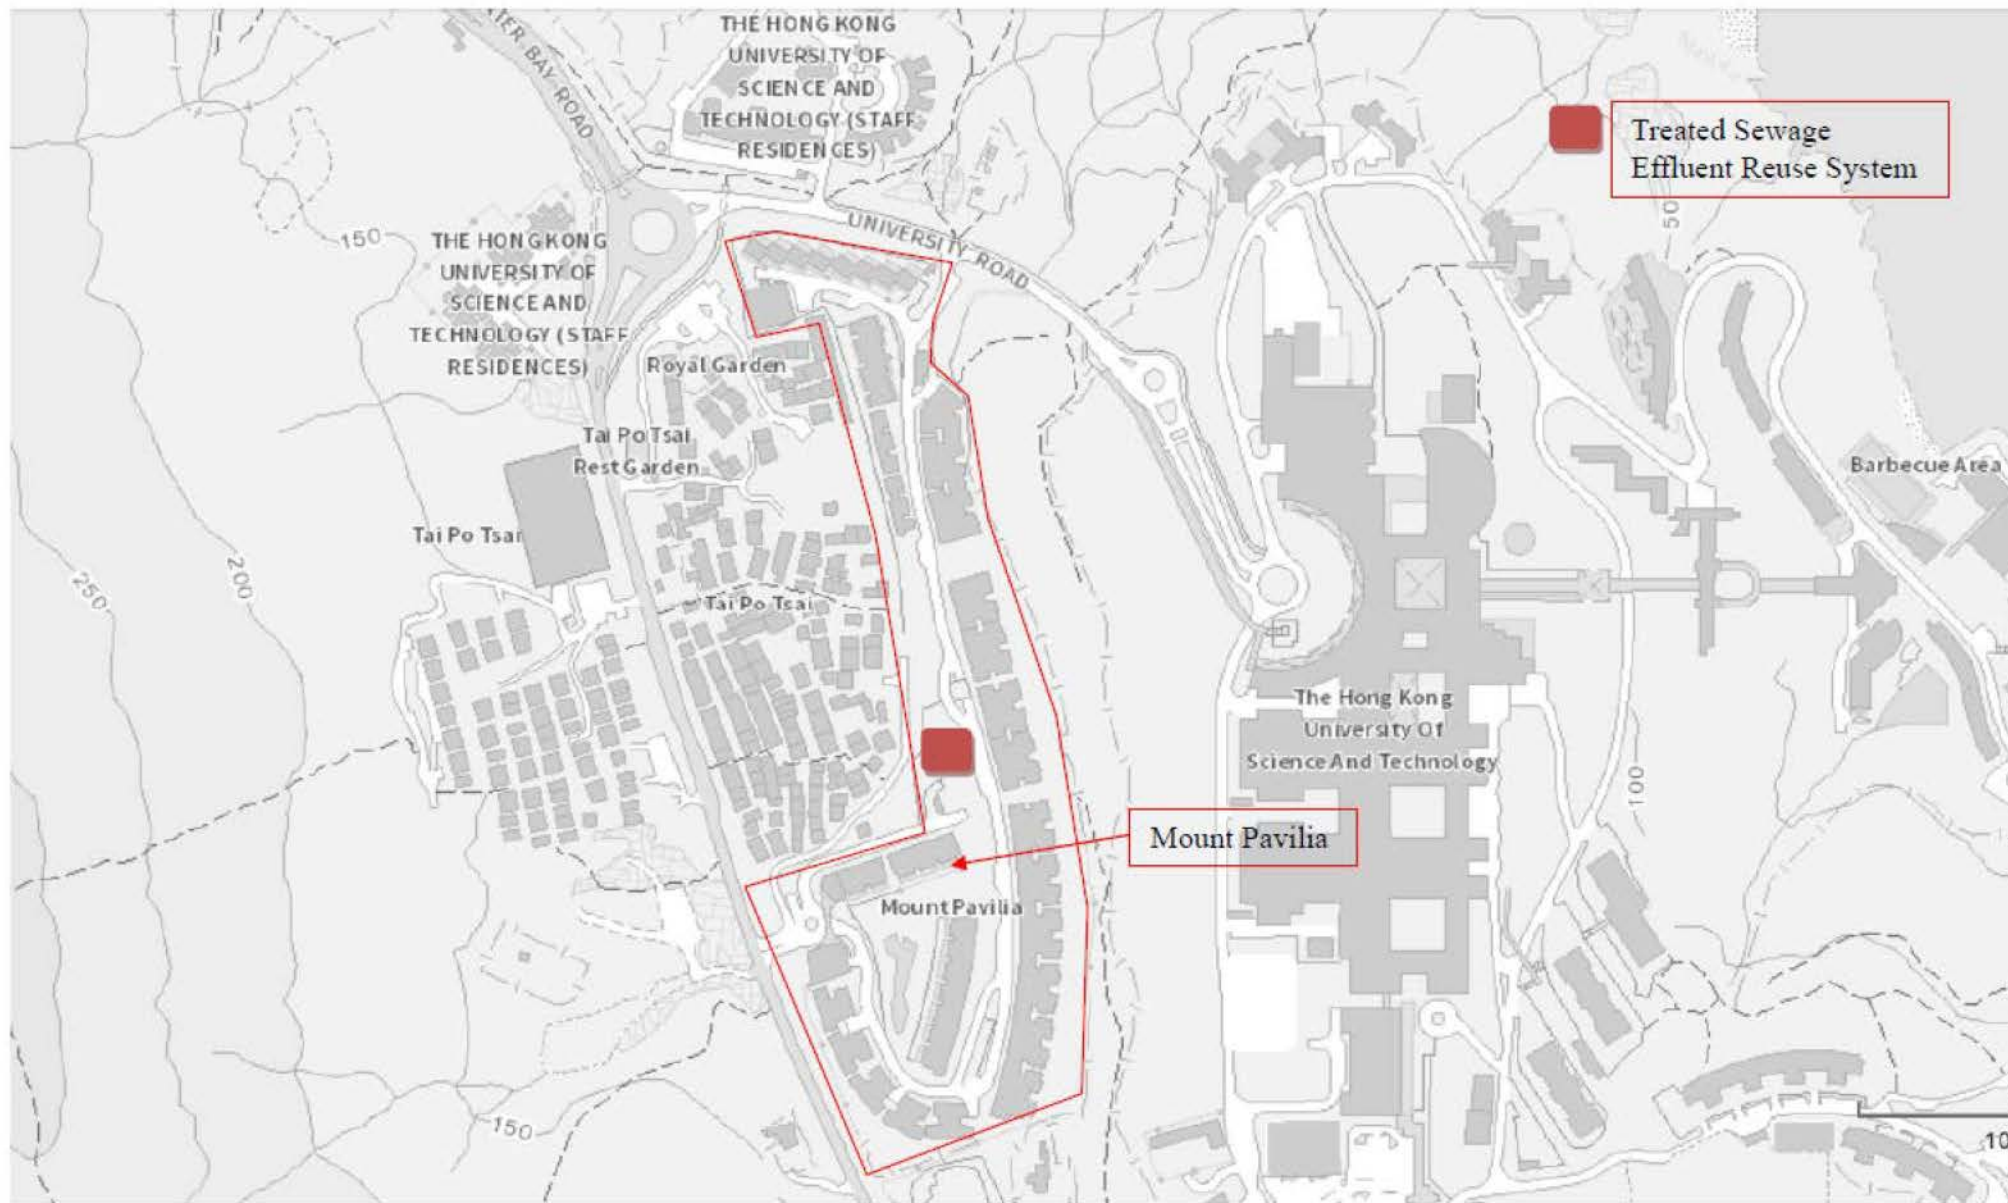 THE HONG KONG
UNIVERSITY OF
SCIENCE AND
TECHNOLOGY (STAFF
RESIDENCES)
BAY ROAD
Treated Sewage
Effluent Reuse System
50
150
THE HONG KONG
UNIVERSITY OF
SCIENCE AND
TECHNOLOGY (STAFF
RESIDENCES)
UNIVERSITY ROAD
Royal Garden
Tai Po Tsai
Rest Garden
Barbecue Area
Tai Po Tsai
250
200
Tai Po Tsai
The Hong Kong
University Of
Science And Technology
100
Mount Pavilia
Mount Pavilia
150
10